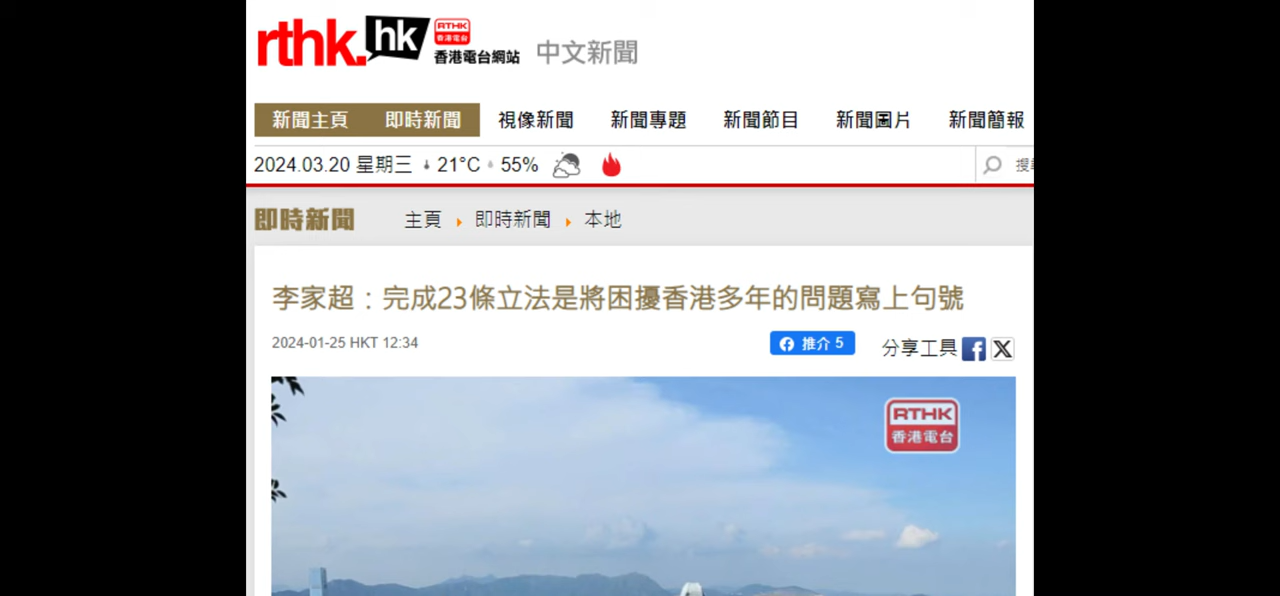 rthk.hk
RTHK
香港電台
香港電台網站
中文新聞
新聞主頁 即時新聞 視像新聞 新聞專題 新聞節目 新聞圖片 新聞簡報
2024.03.20 星期三 21°C 55%
即時新聞 主頁 即時新聞 本地
李家超：完成23條立法是將困擾香港多年的問題寫上句號
2024-01-25 HKT 12:34
推介 5
分享工具
RTHK
香港電台